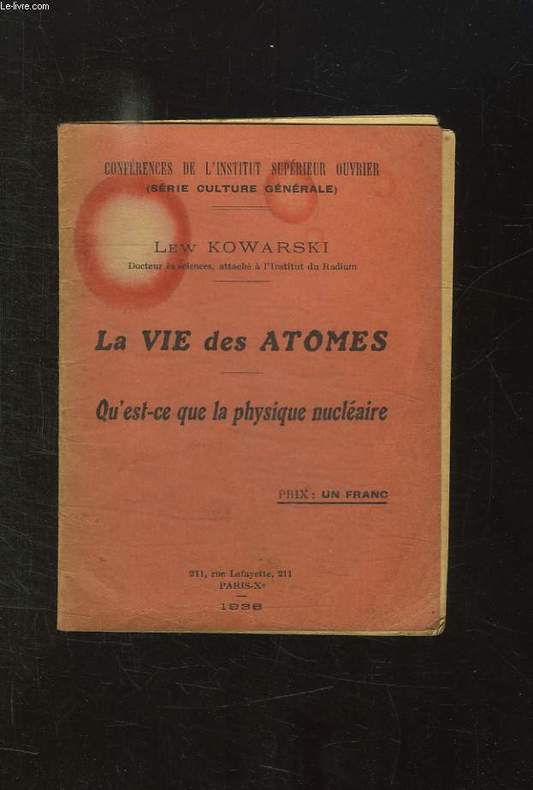 Le-livre.com
CONFÉRENCES DE L'INSTITUT SUPÉRIEUR OUVRIER
(SÉRIE CULTURE GÉNÉRALE)
LEW KOWARSKI
Docteur ès sciences, attaché à l'Institut du Radium
La VIE des ATOMES
Qu'est-ce que la physique nucléaire
PRIX : UN FRANC
211, rue Lafayette, 211
PARIS-Xe
1936